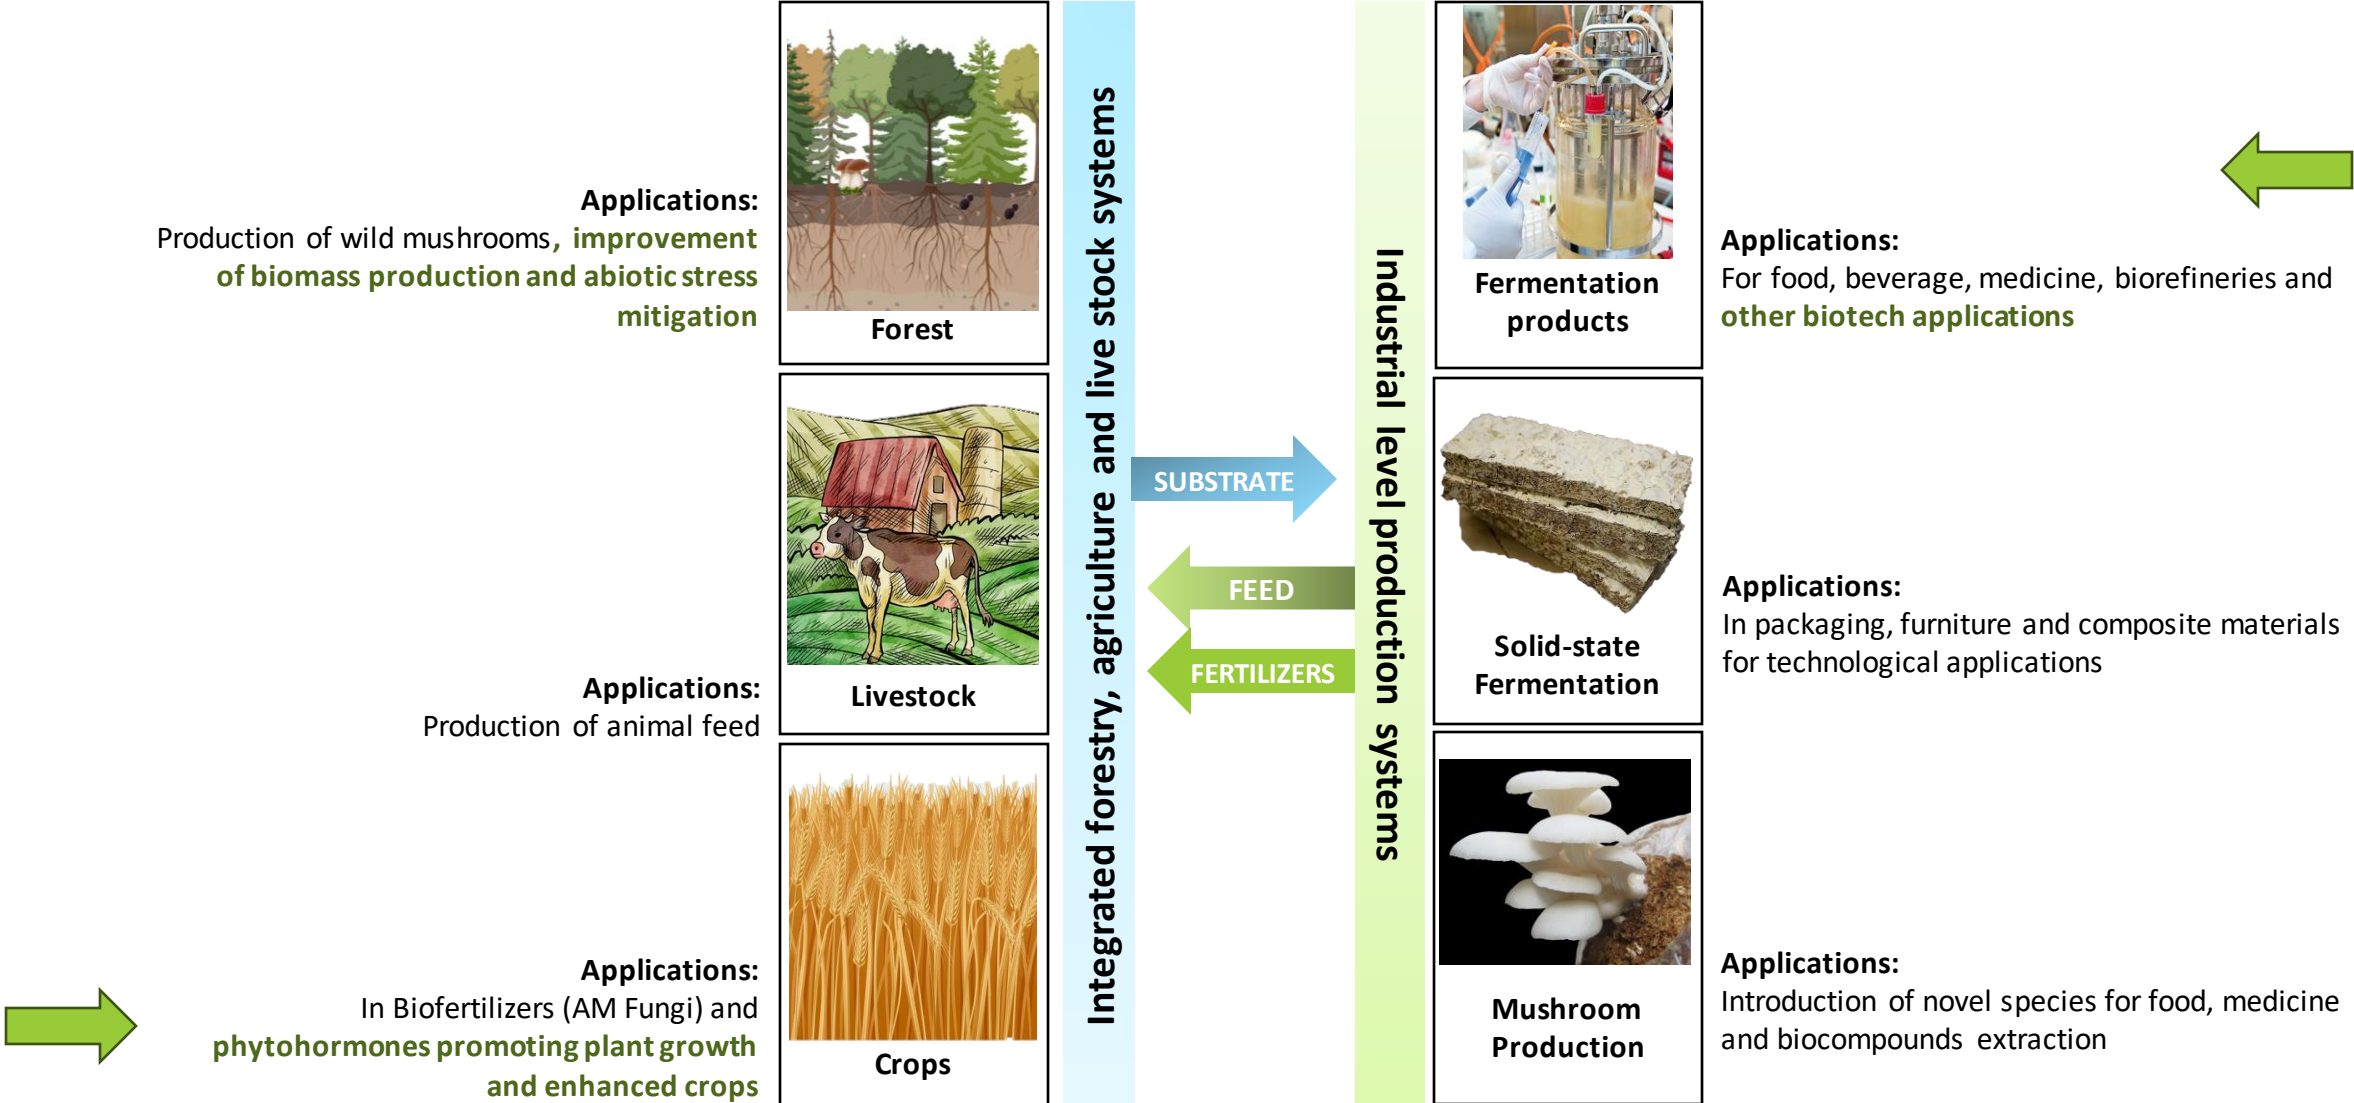 Applications:
Production of wild mushrooms, improvement
of biomass production and abiotic stress
mitigation
Forest
Applications:
Production of animal feed
Livestock
Applications:
In Biofertilizers (AM Fungi) and
phytohormones promoting plant growth
and enhanced crops
Crops
Integrated forestry, agriculture and live stock systems
SUBSTRATE
FEED
FERTILIZERS
Industrial level production systems
Fermentation
products
Applications:
For food, beverage, medicine, biorefineries and
other biotech applications
Solid-state
Fermentation
Applications:
In packaging, furniture and composite materials
for technological applications
Mushroom
Production
Applications:
Introduction of novel species for food, medicine
and biocompounds extraction